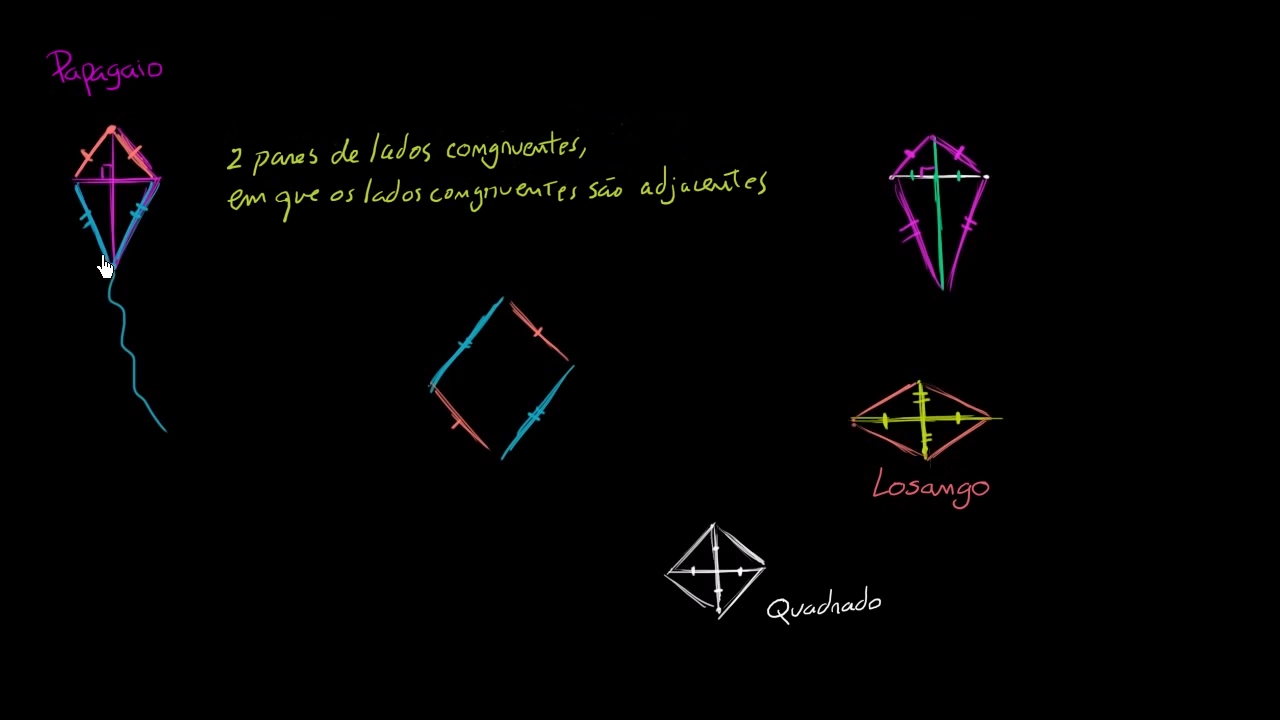 Papagaio
2 pares de lados congruentes,
em que os lados congruentes são adjacentes
Losango
Quadrado